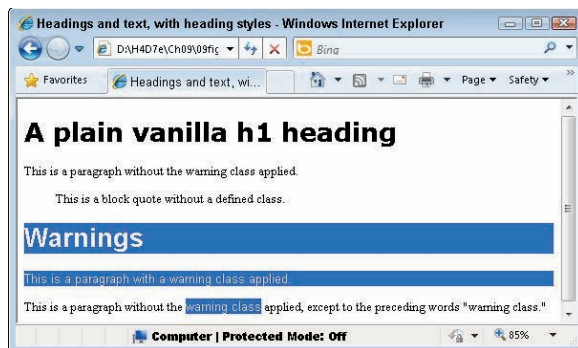 Headings and text, with heading styles - Windows Internet Explorer
D:\H4D7e\Ch09\09fig
Bing
Favorites
Headings and text, wi...
Page
Safety
»
A plain vanilla h1 heading
This is a paragraph without the warning class applied.
This is a block quote without a defined class.
Warnings
This is a paragraph with a warning class applied.
This is a paragraph without the warning class applied, except to the preceding words "warning class."
Computer | Protected Mode: Off
85%